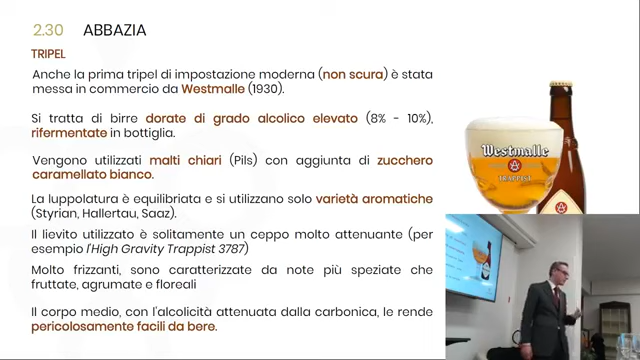 2.30 ABBAZIA
TRIPEL
Anche la prima tripel di impostazione moderna (non scura) è stata
messa in commercio da Westmalle (1930).
Si tratta di birre dorate di grado alcolico elevato (8% - 10%),
rifermentate in bottiglia.
Vengono utilizzati malti chiari (Pils) con aggiunta di zucchero
caramellato bianco.
La luppolatura è equilibriata e si utilizzano solo varietà aromatiche
(Styrian, Hallertau, Saaz).
Il lievito utilizzato è solitamente un ceppo molto attenuante (per
esempio l'High Gravity Trappist 3787)
Molto frizzanti, sono caratterizzate da note più speziate che
fruttate, agrumate e floreali
Il corpo medio, con l'alcolicità attenuata dalla carbonica, le rende
pericolosamente facili da bere.
Westmalle
TRAPPIST